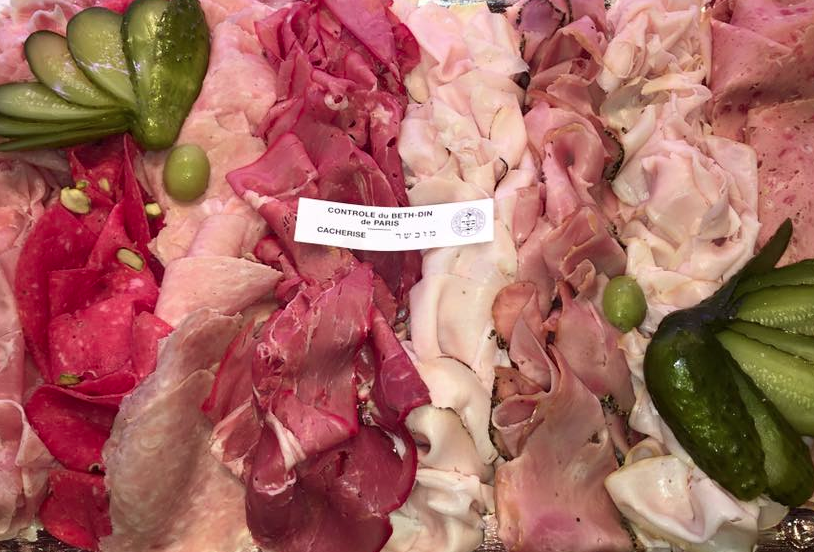 CONTROLE du BETH-DIN
de PARIS
CACHERISE מוכשר